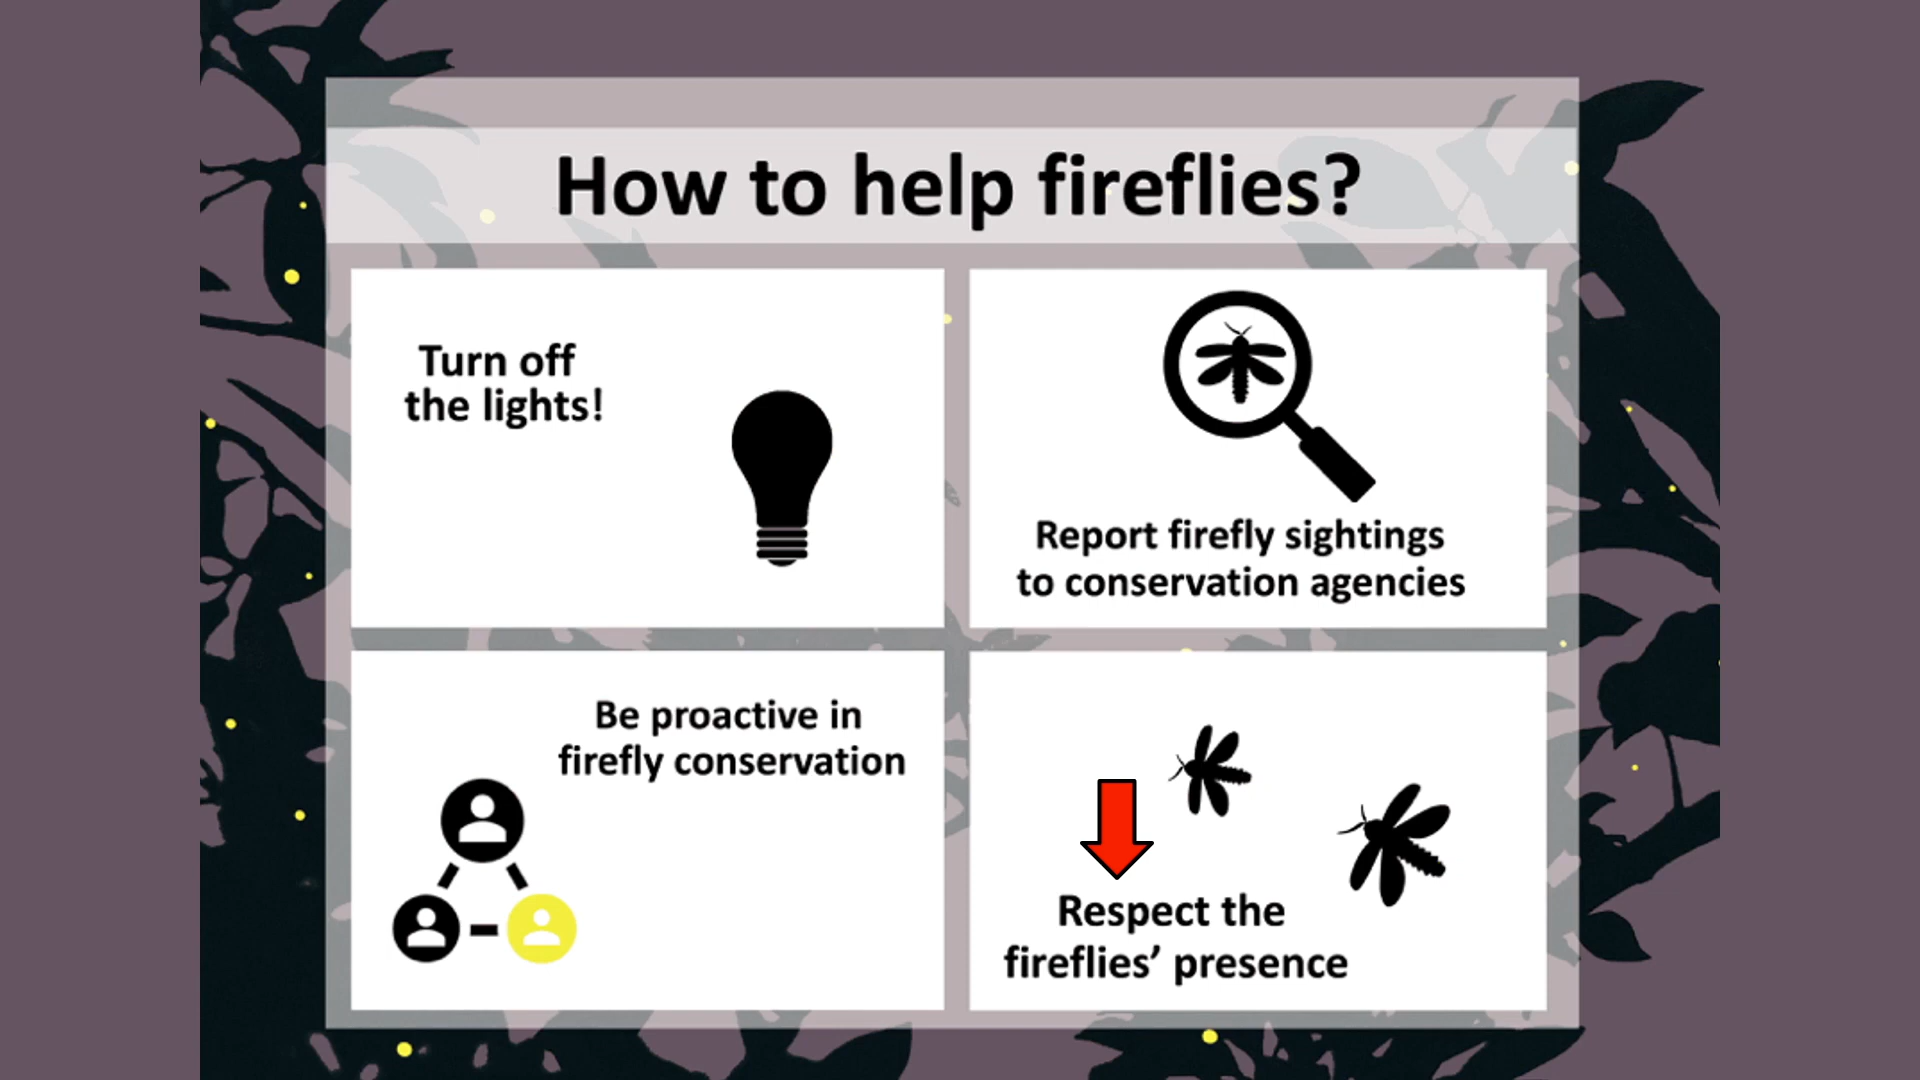 How to help fireflies?
Turn off
the lights!
Report firefly sightings
to conservation agencies
Be proactive in
firefly conservation
Respect the
fireflies’ presence